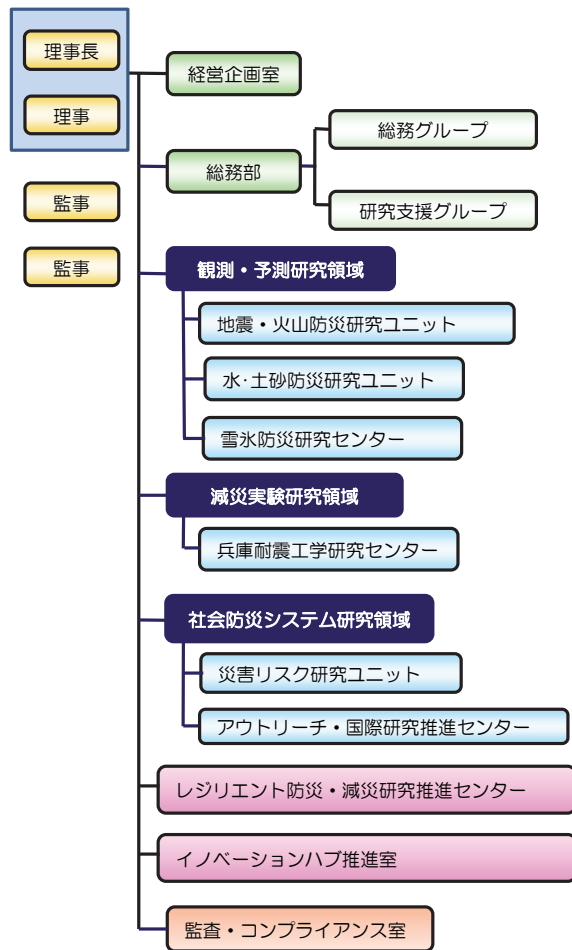 理事長
理事
監事
監事
経営企画室
総務部
総務グループ
研究支援グループ
観測・予測研究領域
地震・火山防災研究ユニット
水・土砂防災研究ユニット
雪氷防災研究センター
減災実験研究領域
兵庫耐震工学研究センター
社会防災システム研究領域
災害リスク研究ユニット
アウトリーチ・国際研究推進センター
レジリエント防災・減災研究推進センター
イノベーションハブ推進室
監査・コンプライアンス室